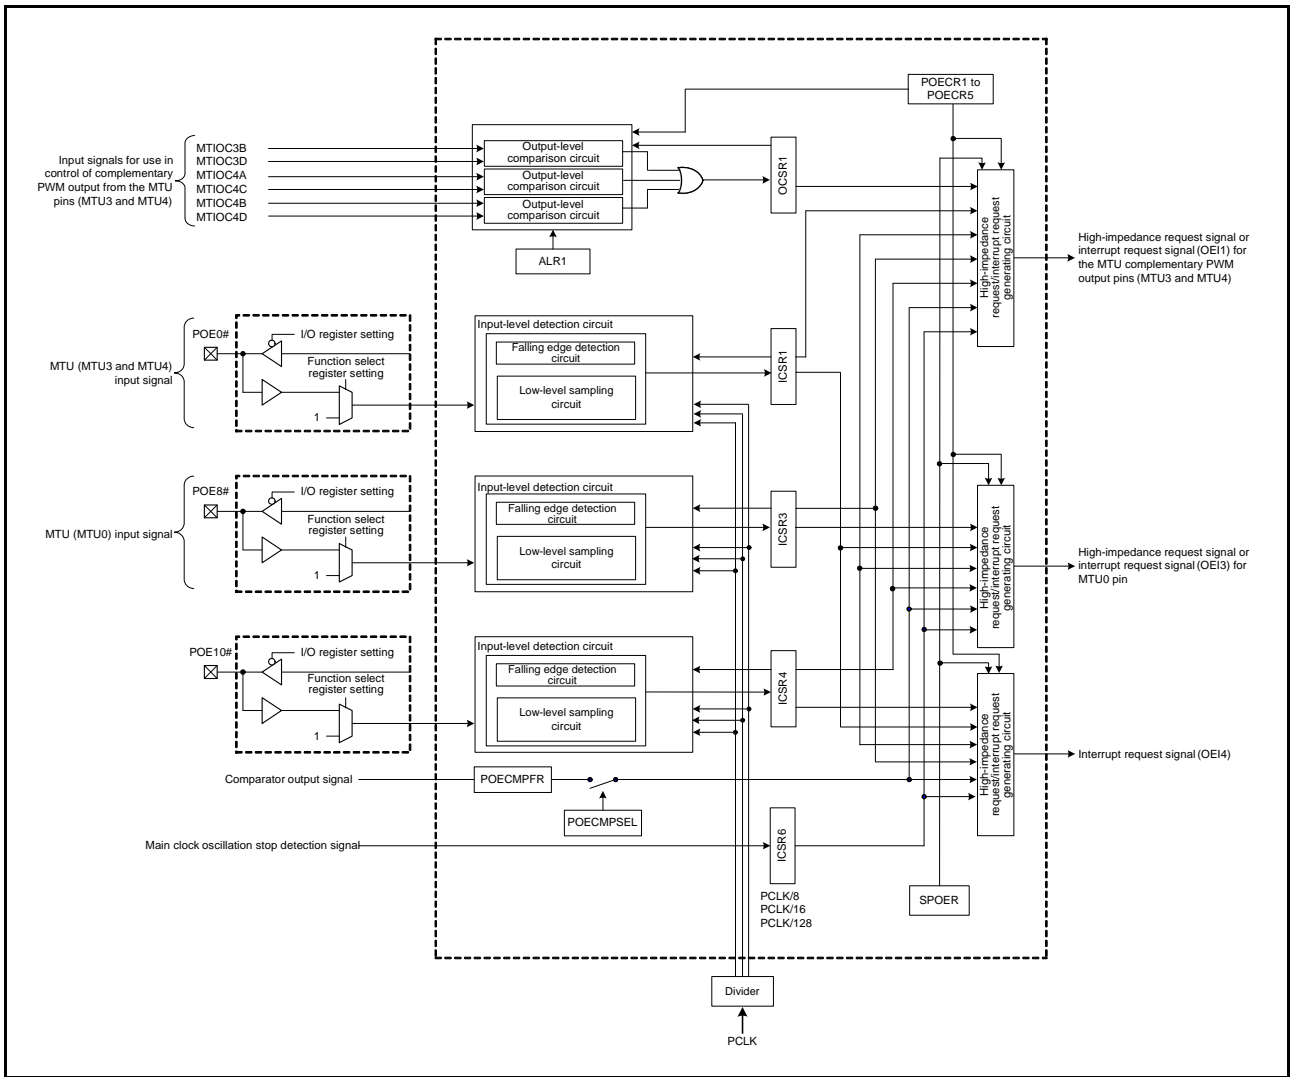 POECR1 to
POECR5
Input signals for use in
control of complementary
PWM output from the MTU
pins (MTU3 and MTU4)
MTIOC3B
MTIOC3D
MTIOC4A
MTIOC4C
MTIOC4B
MTIOC4D
Output-level
comparison circuit
Output-level
comparison circuit
Output-level
comparison circuit
ALR1
OCSR1
High-impedance
request/interrupt request
generating circuit
High-impedance request signal or
interrupt request signal (OEI1) for
the MTU complementary PWM
output pins (MTU3 and MTU4)
MTU (MTU3 and MTU4)
input signal
POE0#
I/O register setting
Function select
register setting
1
Input-level detection circuit
Falling edge detection
circuit
Low-level sampling
circuit
ICSR1
MTU (MTU0) input signal
POE8#
I/O register setting
Function select
register setting
1
Input-level detection circuit
Falling edge detection
circuit
Low-level sampling
circuit
ICSR3
High-impedance
request/interrupt request
generating circuit
High-impedance request signal or
interrupt request signal (OEI3) for
MTU0 pin
POE10#
I/O register setting
Function select
register setting
1
Input-level detection circuit
Falling edge detection
circuit
Low-level sampling
circuit
ICSR4
High-impedance
request/interrupt request
generating circuit
Interrupt request signal (OEI4)
Comparator output signal
POECMPFR
POECMPSEL
Main clock oscillation stop detection signal
ICSR6
PCLK/8
PCLK/16
PCLK/128
SPOER
Divider
PCLK